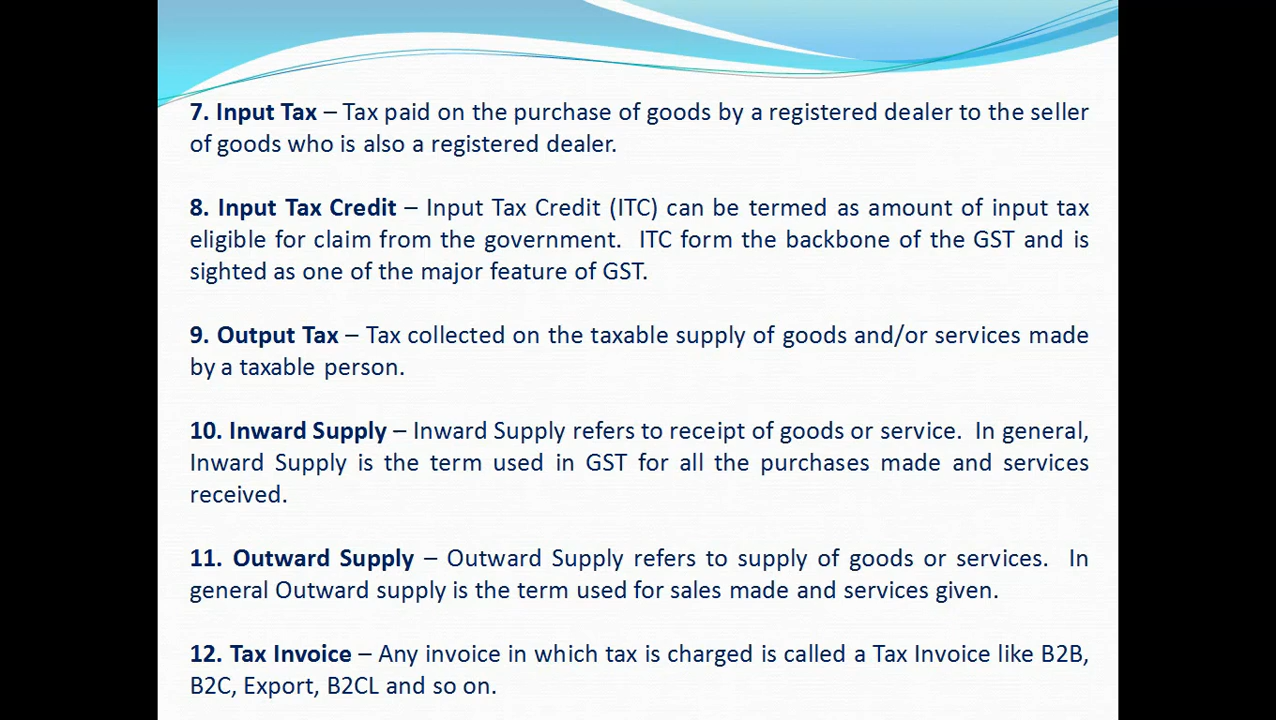 7. Input Tax – Tax paid on the purchase of goods by a registered dealer to the seller
of goods who is also a registered dealer.
8. Input Tax Credit – Input Tax Credit (ITC) can be termed as amount of input tax
eligible for claim from the government.  ITC form the backbone of the GST and is
sighted as one of the major feature of GST.
9. Output Tax – Tax collected on the taxable supply of goods and/or services made
by a taxable person.
10. Inward Supply – Inward Supply refers to receipt of goods or service.  In general,
Inward Supply is the term used in GST for all the purchases made and services
received.
11. Outward Supply – Outward Supply refers to supply of goods or services.  In
general Outward supply is the term used for sales made and services given.
12. Tax Invoice – Any invoice in which tax is charged is called a Tax Invoice like B2B,
B2C, Export, B2CL and so on.